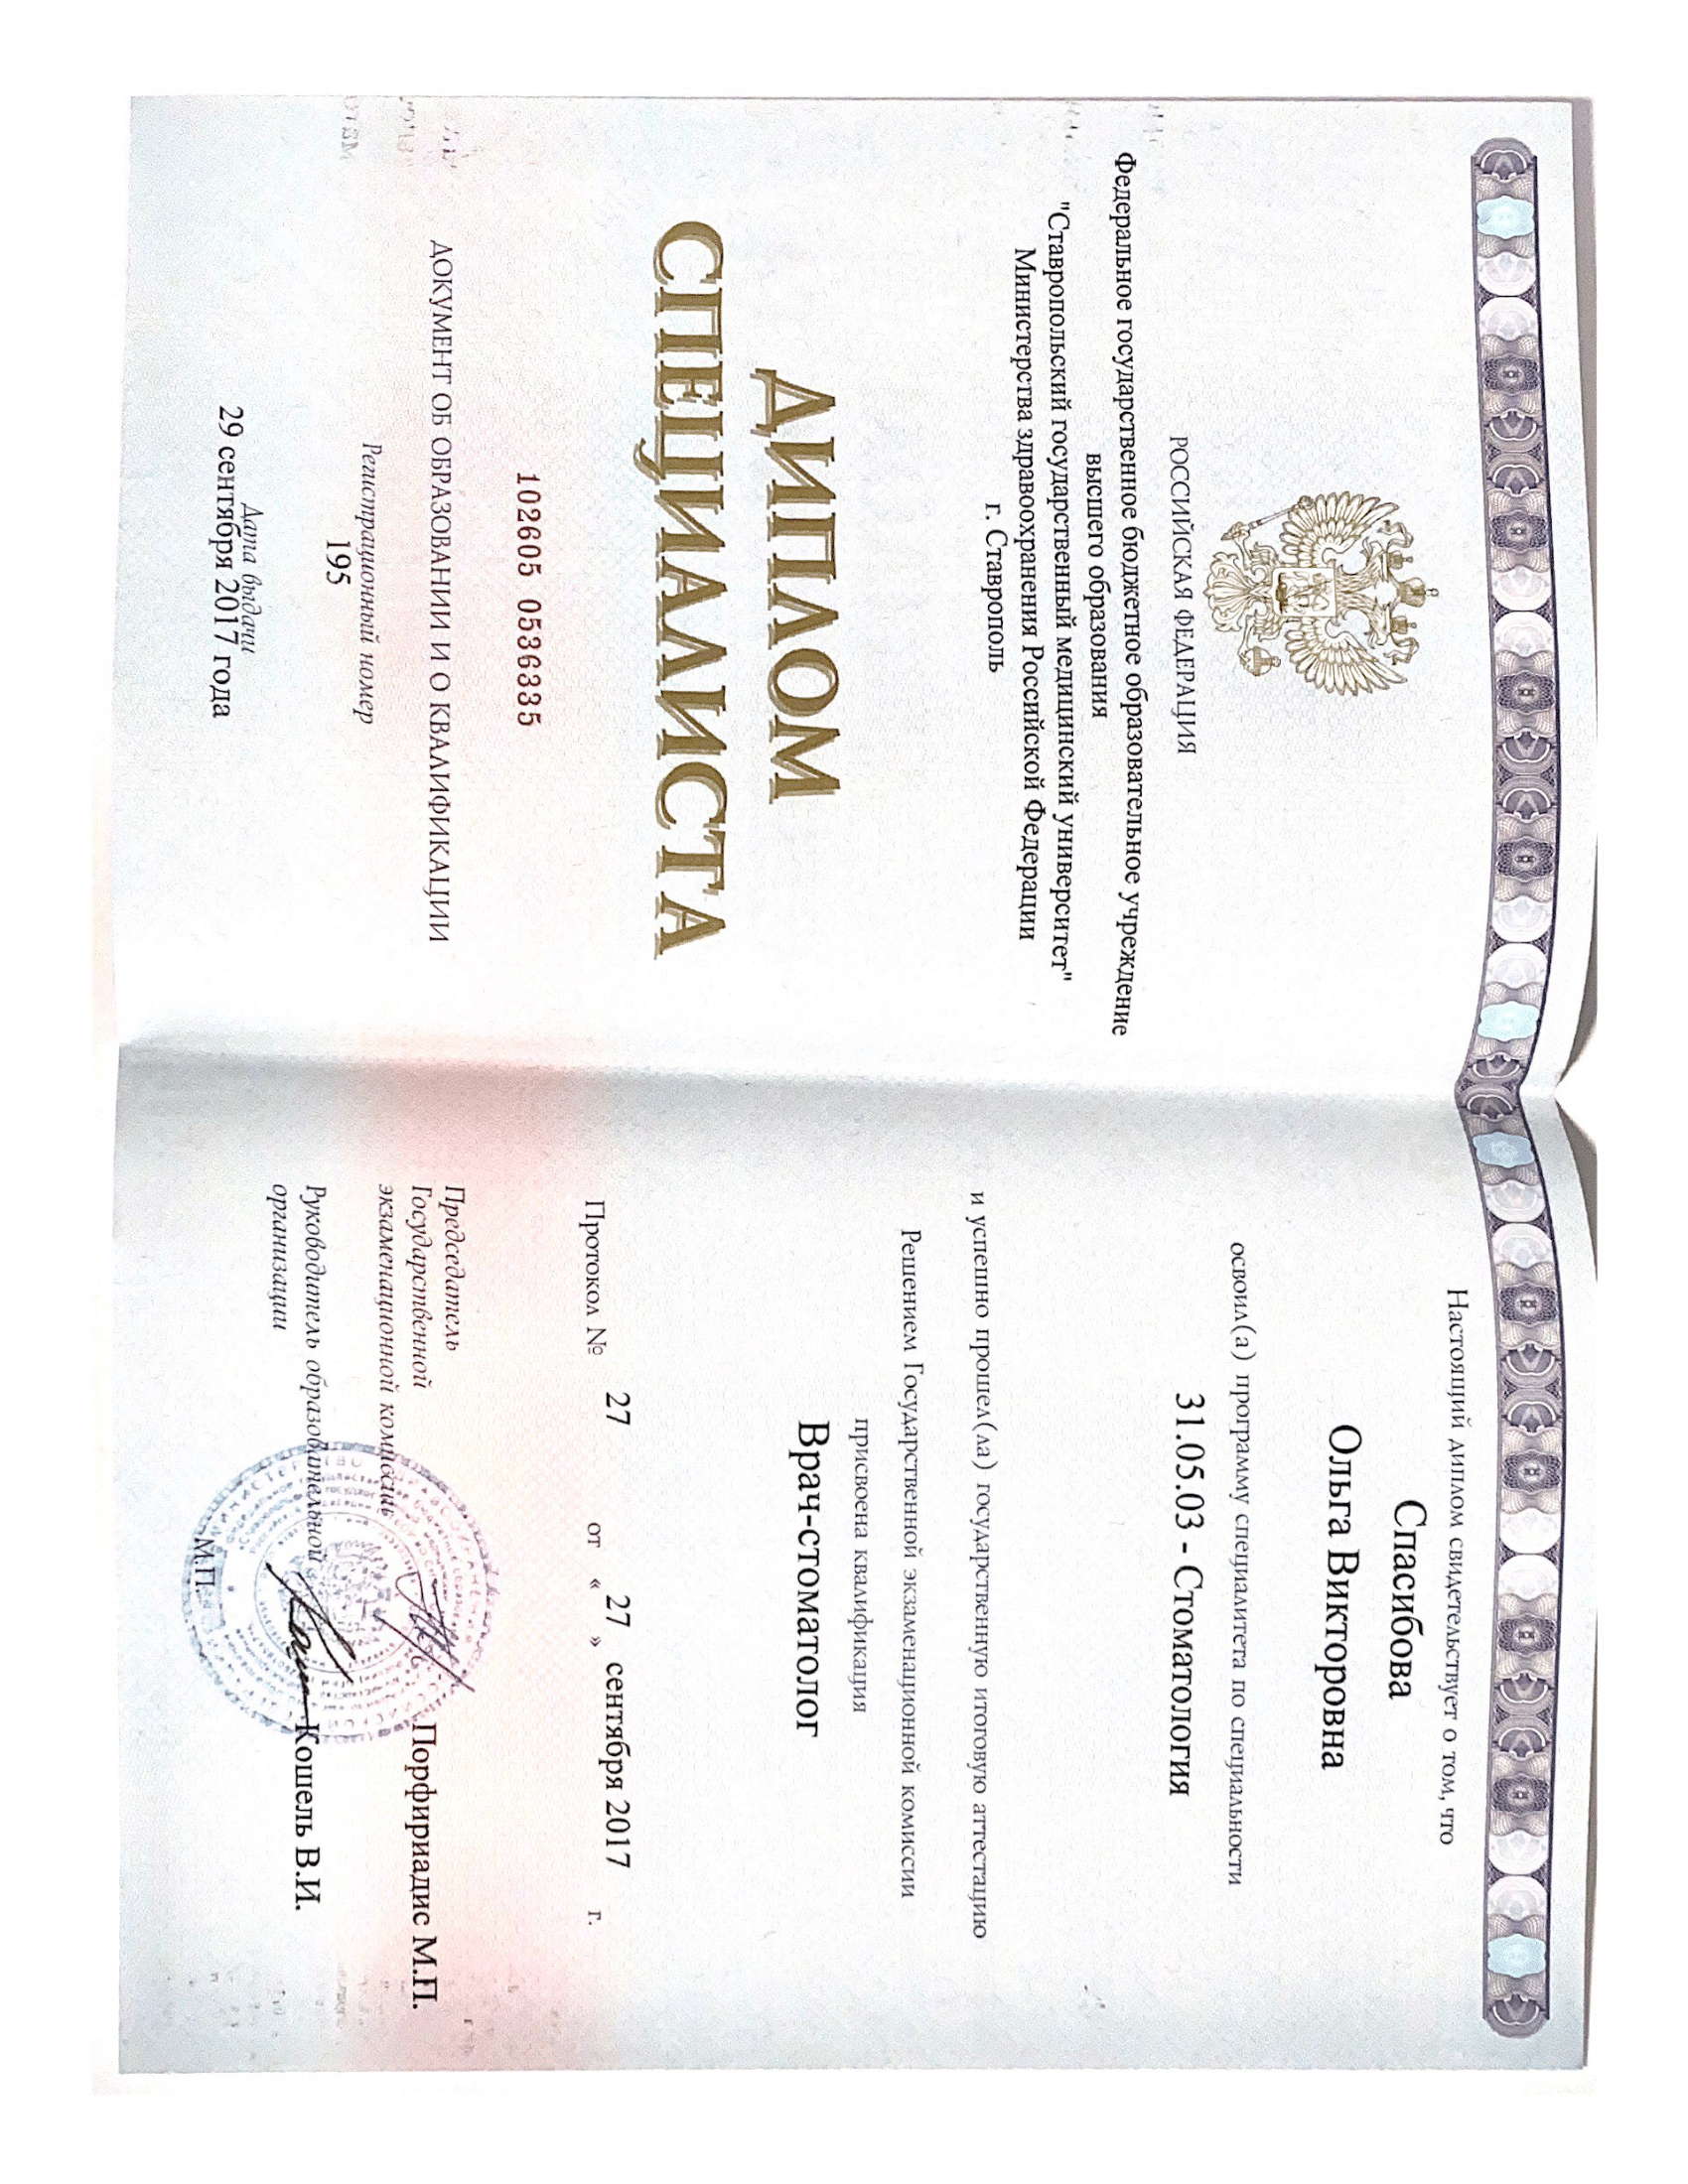 РОССИЙСКАЯ ФЕДЕРАЦИЯ
Федеральное государственное бюджетное образовательное учреждение
высшего образования
"Ставропольский государственный медицинский университет"
Министерства здравоохранения Российской Федерации
г. Ставрополь
ДИПЛОМ
СПЕЦИАЛИСТА
102605 0536335
ДОКУМЕНТ ОБ ОБРАЗОВАНИИ И О КВАЛИФИКАЦИИ
Регистрационный номер
195
Дата выдачи
29 сентября 2017 года
Настоящий диплом свидетельствует о том, что
Спасибова
Ольга Викторовна
освоил(а) программу специалитета по специальности
31.05.03 - Стоматология
и успешно прошел(ла) государственную итоговую аттестацию
Решением Государственной экзаменационной комиссии
присвоена квалификация
Врач-стоматолог
Протокол № 27 от « 27 » сентября 2017 г.
Председатель
Государственной
экзаменационной комиссии Порфириадис М.П.
Руководитель образовательной
организации Кошель В.И.
М.П.